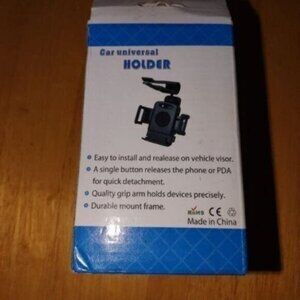 Car universal
HOLDER
Easy to install and realease on vehicle visor.
A single button releases the phone or PDA
for quick detachment.
Quality grip arm holds devices precisely.
Durable mount frame.
RoHS CE
Made in China